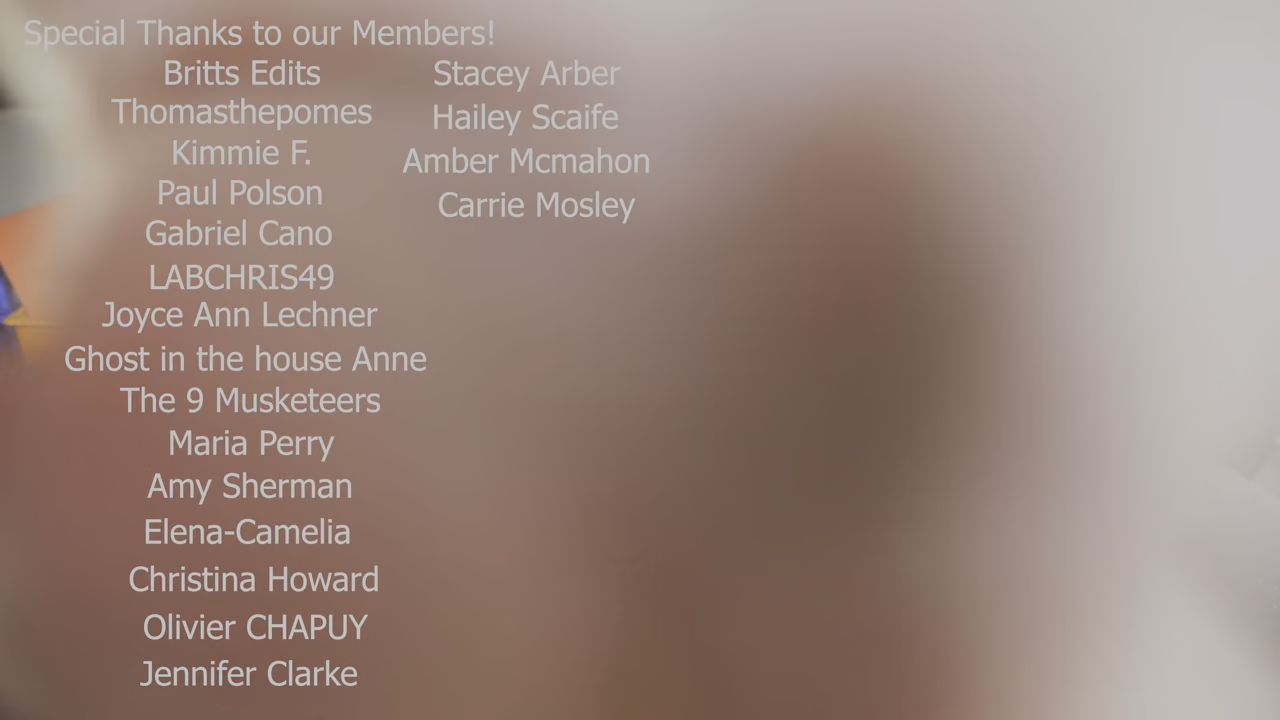 Special Thanks to our Members!
Britts Edits
Thomasthepomes
Kimmie F.
Paul Polson
Gabriel Cano
LABCHRIS49
Joyce Ann Lechner
Ghost in the house Anne
The 9 Musketeers
Maria Perry
Amy Sherman
Elena-Camelia
Christina Howard
Olivier CHAPUY
Jennifer Clarke
Stacey Arber
Hailey Scaife
Amber Mcmahon
Carrie Mosley